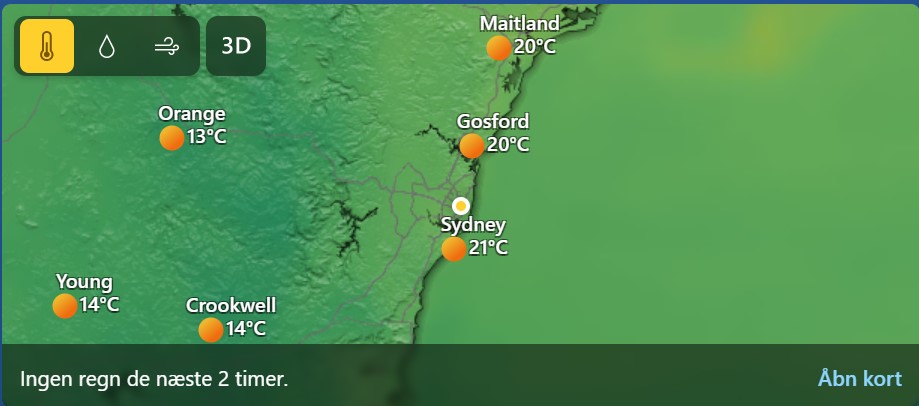 3D
Maitland
20°C
Orange
13°C
Gosford
20°C
Sydney
21°C
Young
14°C
Crookwell
14°C
Ingen regn de næste 2 timer.
Åbn kort